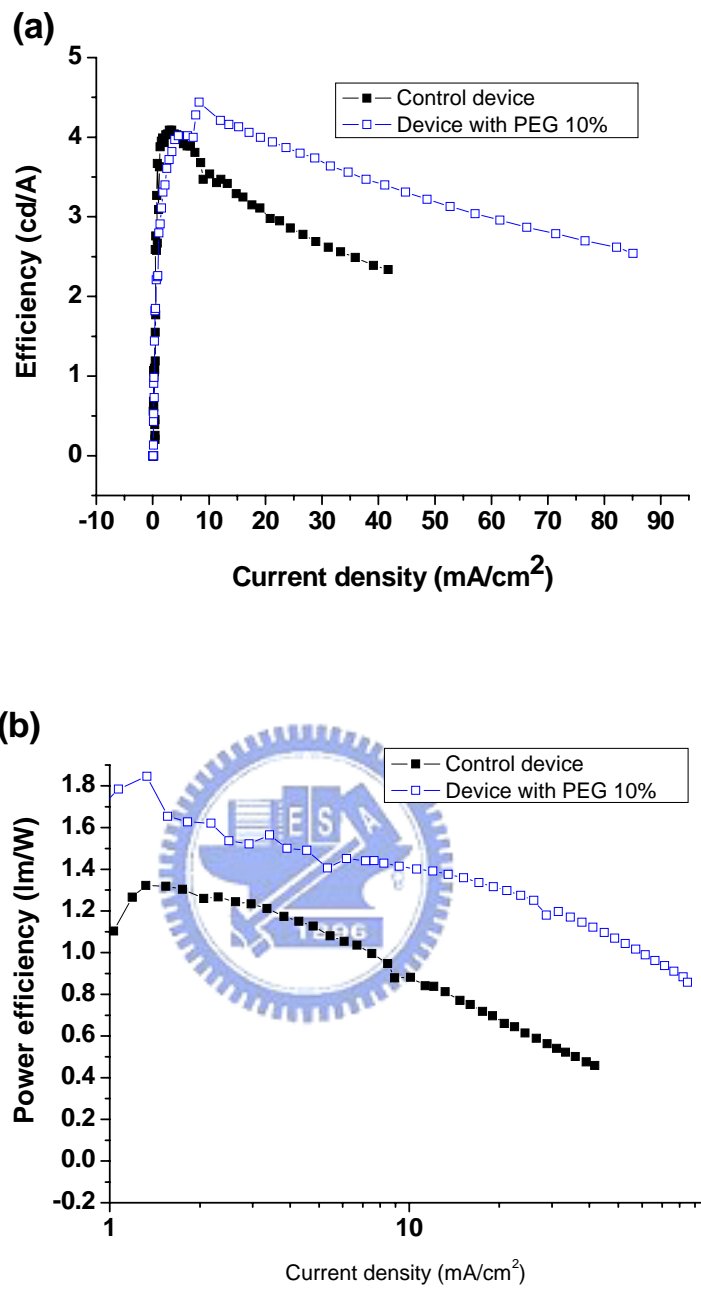 (a)
5
4
3
2
1
0
Efficiency (cd/A)
Control device
Device with PEG 10%
-10 0 10 20 30 40 50 60 70 80 90
Current density (mA/cm2)
(b)
1.8
1.6
1.4
1.2
1.0
0.8
0.6
0.4
0.2
0.0
-0.2
Power efficiency (lm/W)
Control device
Device with PEG 10%
E S A
1896
1 10
Current density (mA/cm2)